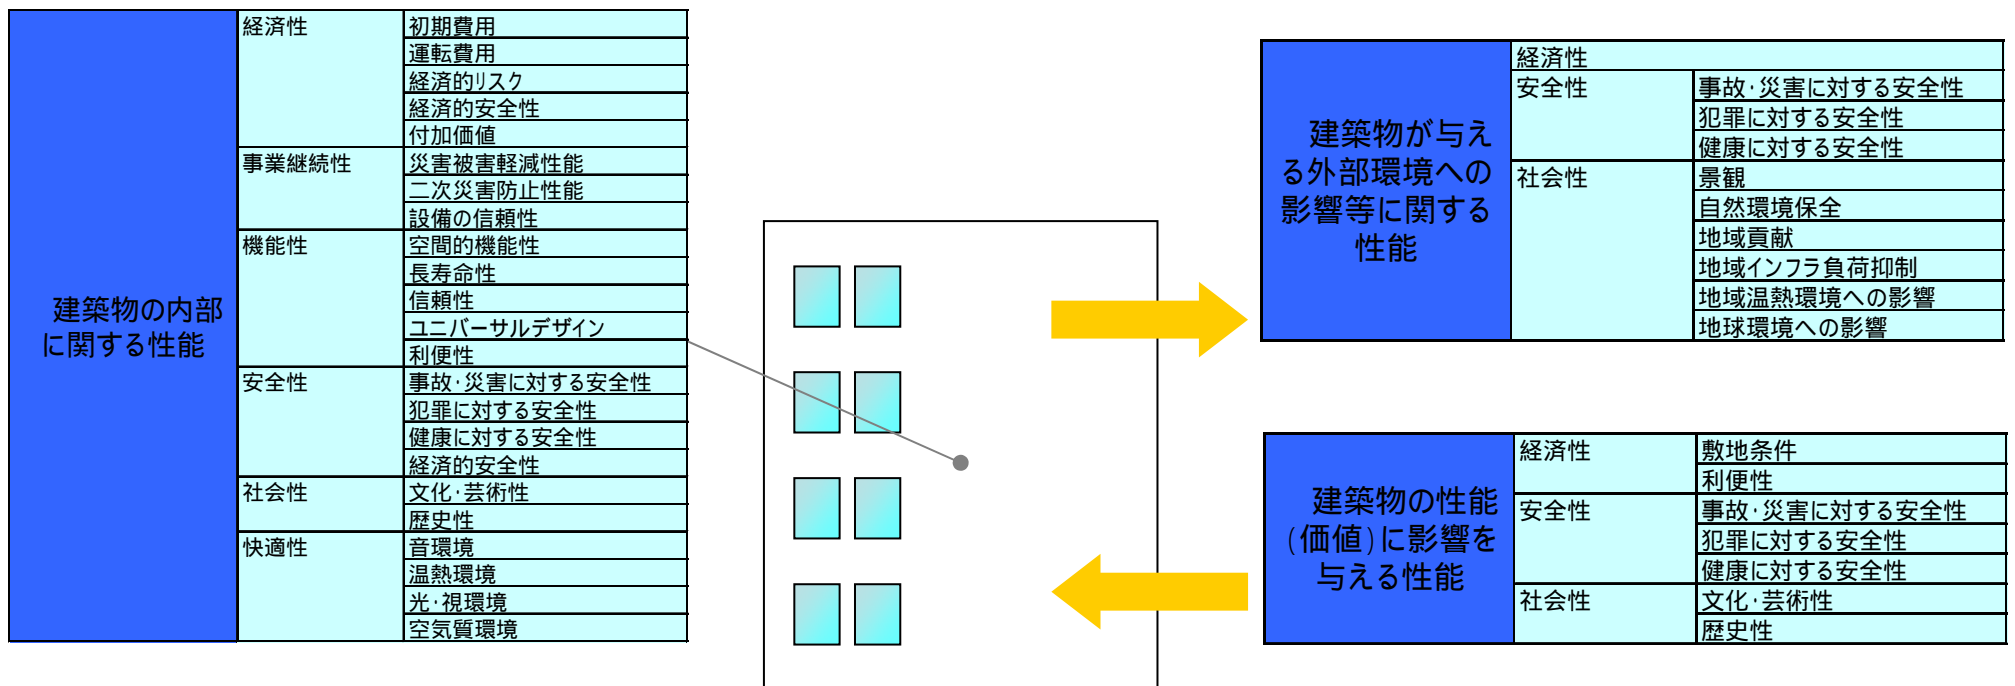 建築物の内部
に関する性能
経済性
初期費用
運転費用
経済的リスク
経済的安全性
付加価値
事業継続性
災害被害軽減性能
二次災害防止性能
設備の信頼性
機能性
空間的機能性
長寿命性
信頼性
ユニバーサルデザイン
利便性
安全性
事故・災害に対する安全性
犯罪に対する安全性
健康に対する安全性
経済的安全性
社会性
文化・芸術性
歴史性
快適性
音環境
温熱環境
光・視環境
空気質環境
建築物が与え
る外部環境への
影響等に関する
性能
経済性
安全性
事故・災害に対する安全性
犯罪に対する安全性
健康に対する安全性
社会性
景観
自然環境保全
地域貢献
地域インフラ負荷抑制
地域温熱環境への影響
地球環境への影響
建築物の性能
(価値)に影響を
与える性能
経済性
敷地条件
利便性
安全性
事故・災害に対する安全性
犯罪に対する安全性
健康に対する安全性
社会性
文化・芸術性
歴史性